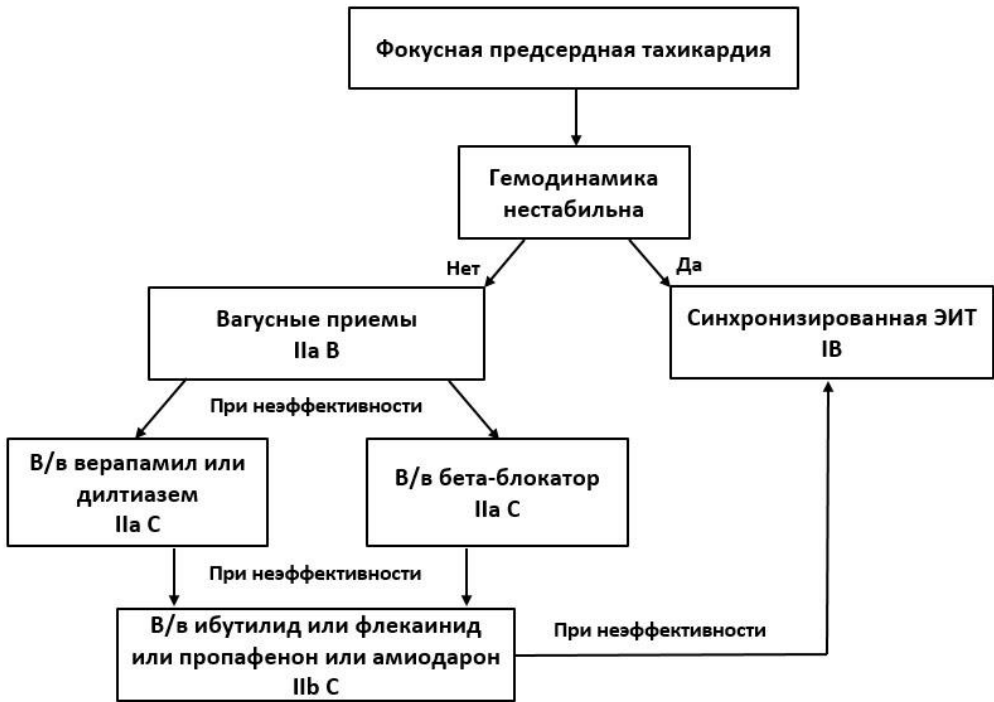 Фокусная предсердная тахикардия
Гемодинамика
нестабильна
Нет
Да
Вагусные приемы
IIa B
Синхронизированная ЭИТ
IB
При неэффективности
В/в верапамил или
дилтиазем
IIa C
В/в бета-блокатор
IIa C
При неэффективности
В/в ибутилид или флекаинид
или пропафенон или амиодарон
IIb C
При неэффективности